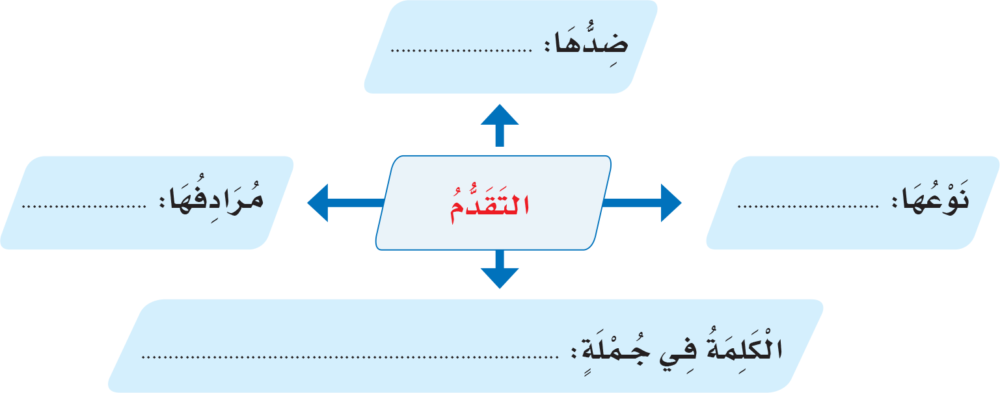 ضِدُّهَا: ..........................
نَوْعُهَا: ..........................
التَقَدُّمُ
مُرَادِفُهَا: .......................
الْكَلِمَةُ فِي جُمْلَةٍ: ..............................................................................